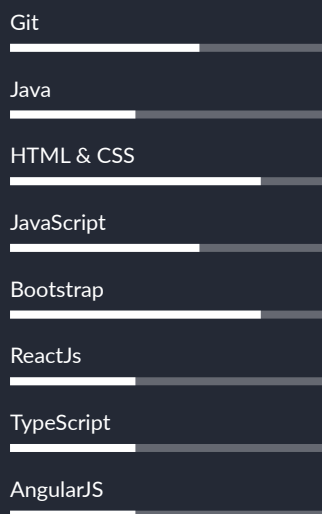 Git
Java
HTML & CSS
JavaScript
Bootstrap
ReactJs
TypeScript
AngularJS